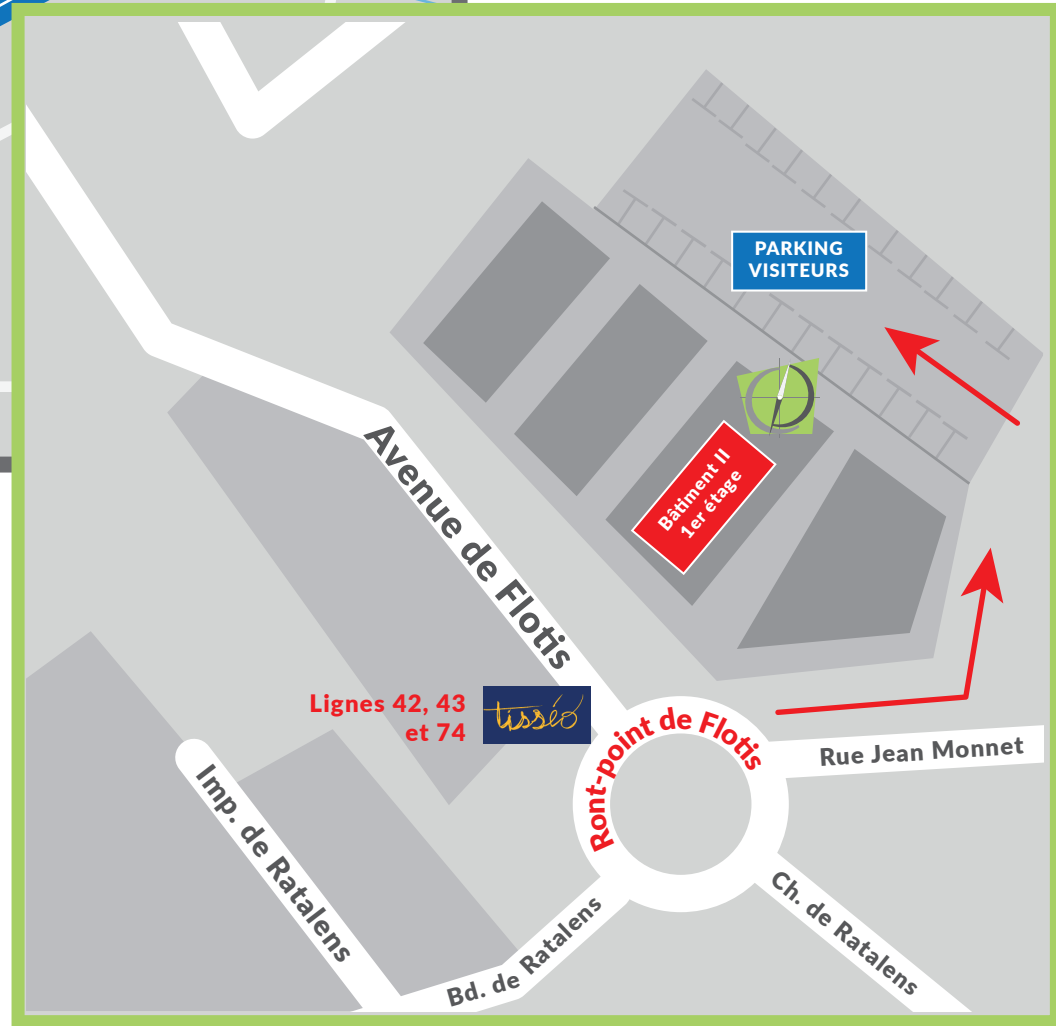 PARKING
VISITEURS
Bâtiment II
1er étage
Avenue de Flotis
Lignes 42, 43
et 74
tisséo
Ront-point de Flotis
Rue Jean Monnet
Imp. de Ratalens
Bd. de Ratalens
Ch. de Ratalens